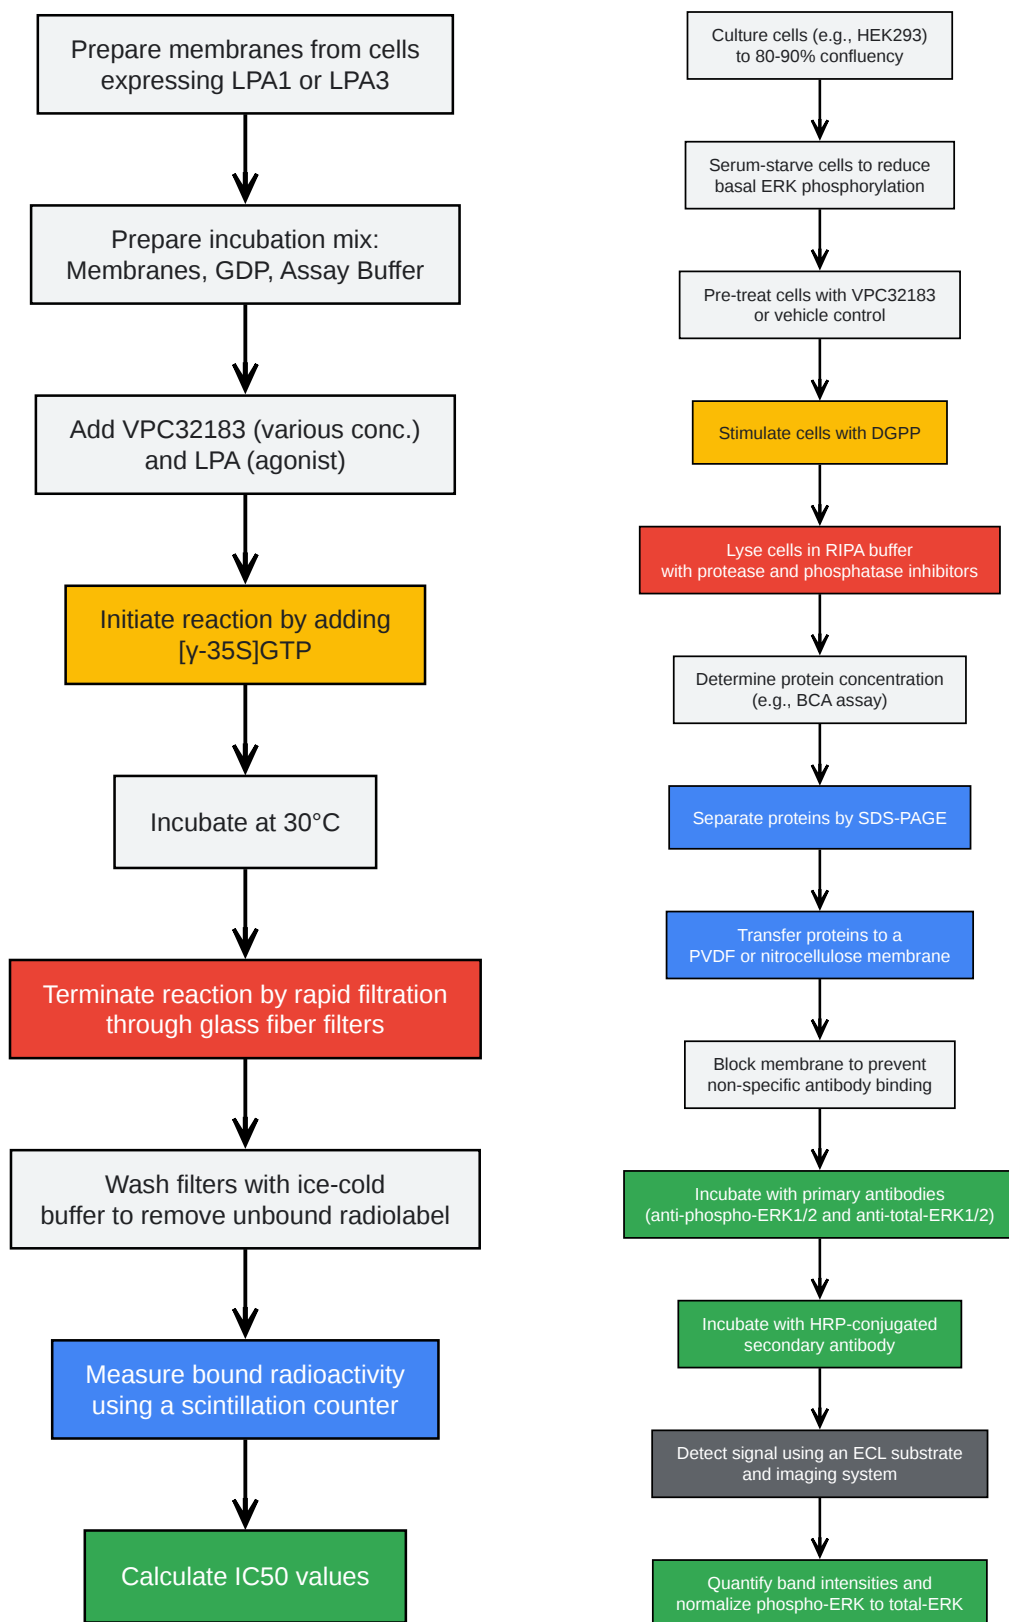 Prepare membranes from cells
expressing LPA1 or LPA3
Prepare incubation mix:
Membranes, GDP, Assay Buffer
Add VPC32183 (various conc.)
and LPA (agonist)
Initiate reaction by adding
[γ-35S]GTP
Incubate at 30°C
Terminate reaction by rapid filtration
through glass fiber filters
Wash filters with ice-cold
buffer to remove unbound radiolabel
Measure bound radioactivity
using a scintillation counter
Calculate IC50 values
Culture cells (e.g., HEK293)
to 80-90% confluency
Serum-starve cells to reduce
basal ERK phosphorylation
Pre-treat cells with VPC32183
or vehicle control
Stimulate cells with DGPP
Lyse cells in RIPA buffer
with protease and phosphatase inhibitors
Determine protein concentration
(e.g., BCA assay)
Separate proteins by SDS-PAGE
Transfer proteins to a
PVDF or nitrocellulose membrane
Block membrane to prevent
non-specific antibody binding
Incubate with primary antibodies
(anti-phospho-ERK1/2 and anti-total-ERK1/2)
Incubate with HRP-conjugated
secondary antibody
Detect signal using an ECL substrate
and imaging system
Quantify band intensities and
normalize phospho-ERK to total-ERK